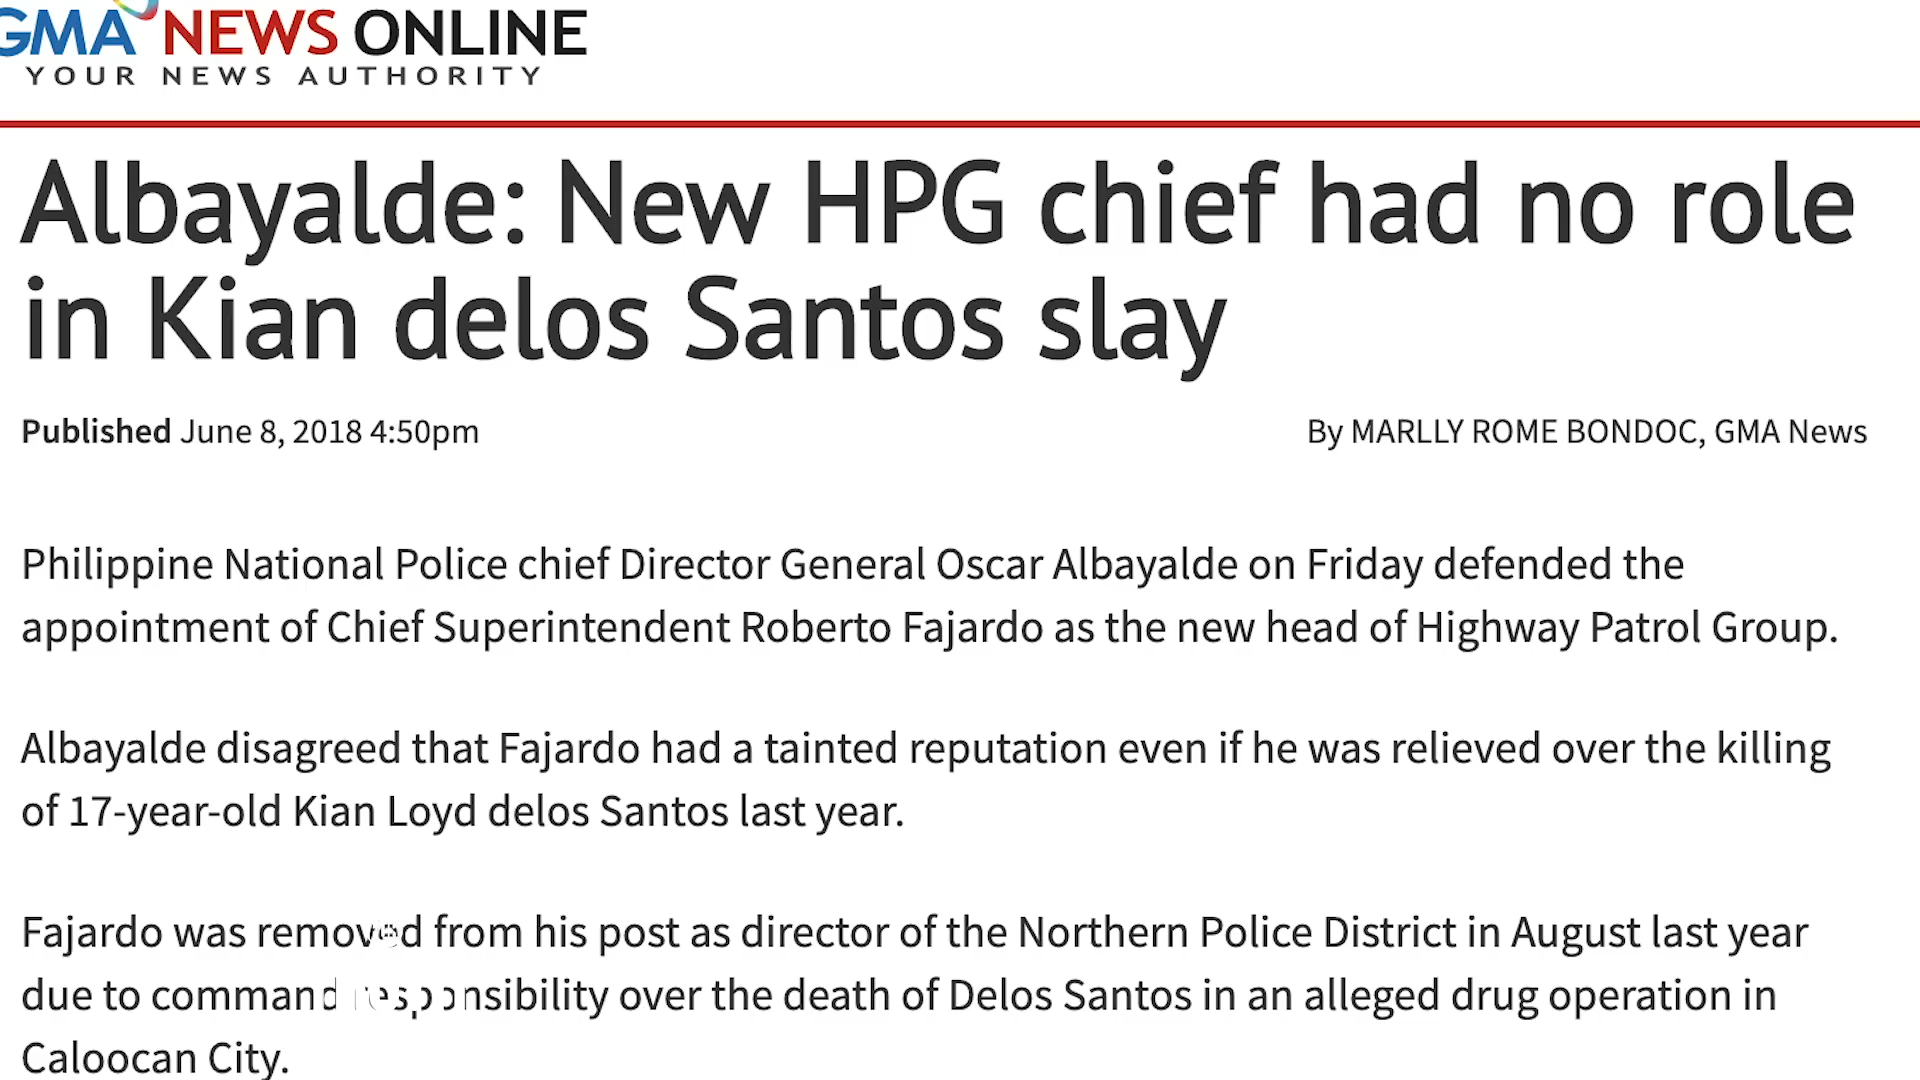 GMA NEWS ONLINE
YOUR NEWS AUTHORITY
Albayalde: New HPG chief had no role
in Kian delos Santos slay
Published June 8, 2018 4:50pm
By MARLLY ROME BONDOC, GMA News
Philippine National Police chief Director General Oscar Albayalde on Friday defended the
appointment of Chief Superintendent Roberto Fajardo as the new head of Highway Patrol Group.
Albayalde disagreed that Fajardo had a tainted reputation even if he was relieved over the killing
of 17-year-old Kian Loyd delos Santos last year.
Fajardo was removed from his post as director of the Northern Police District in August last year
due to command responsibility over the death of Delos Santos in an alleged drug operation in
Caloocan City.